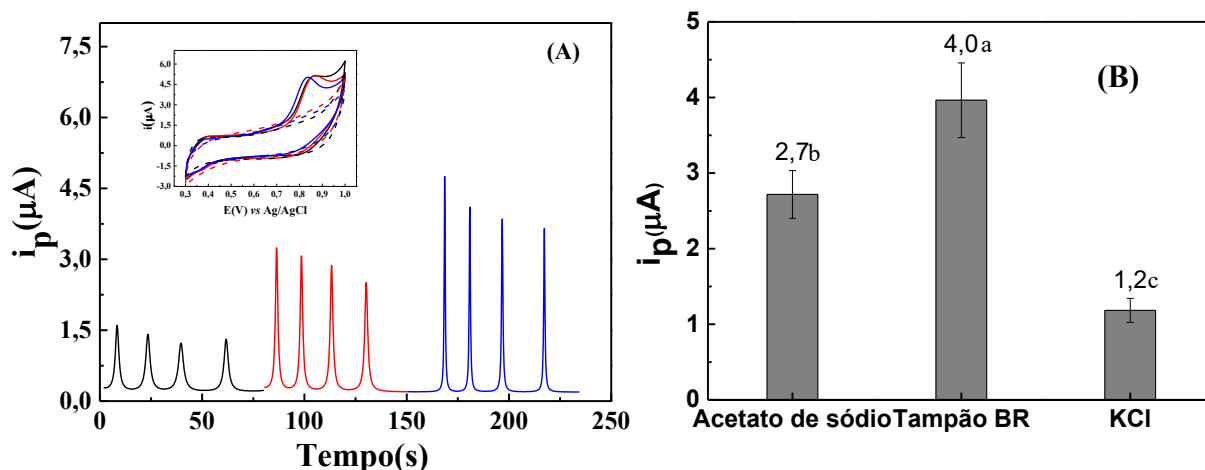 (A)
i_p(μA)
7,5
6,0
4,5
3,0
1,5
0,0
0
50
100
150
200
250
Tempo(s)
i(μA)
6,0
4,5
3,0
1,5
0,0
-1,5
-3,0
0,3 0,4 0,5 0,6 0,7 0,8 0,9 1,0
E(V) vs Ag/AgCl
(B)
i_p(μA)
5
4
3
2
1
0
2,7b
4,0a
1,2c
Acetato de sódio
Tampão BR
KCl